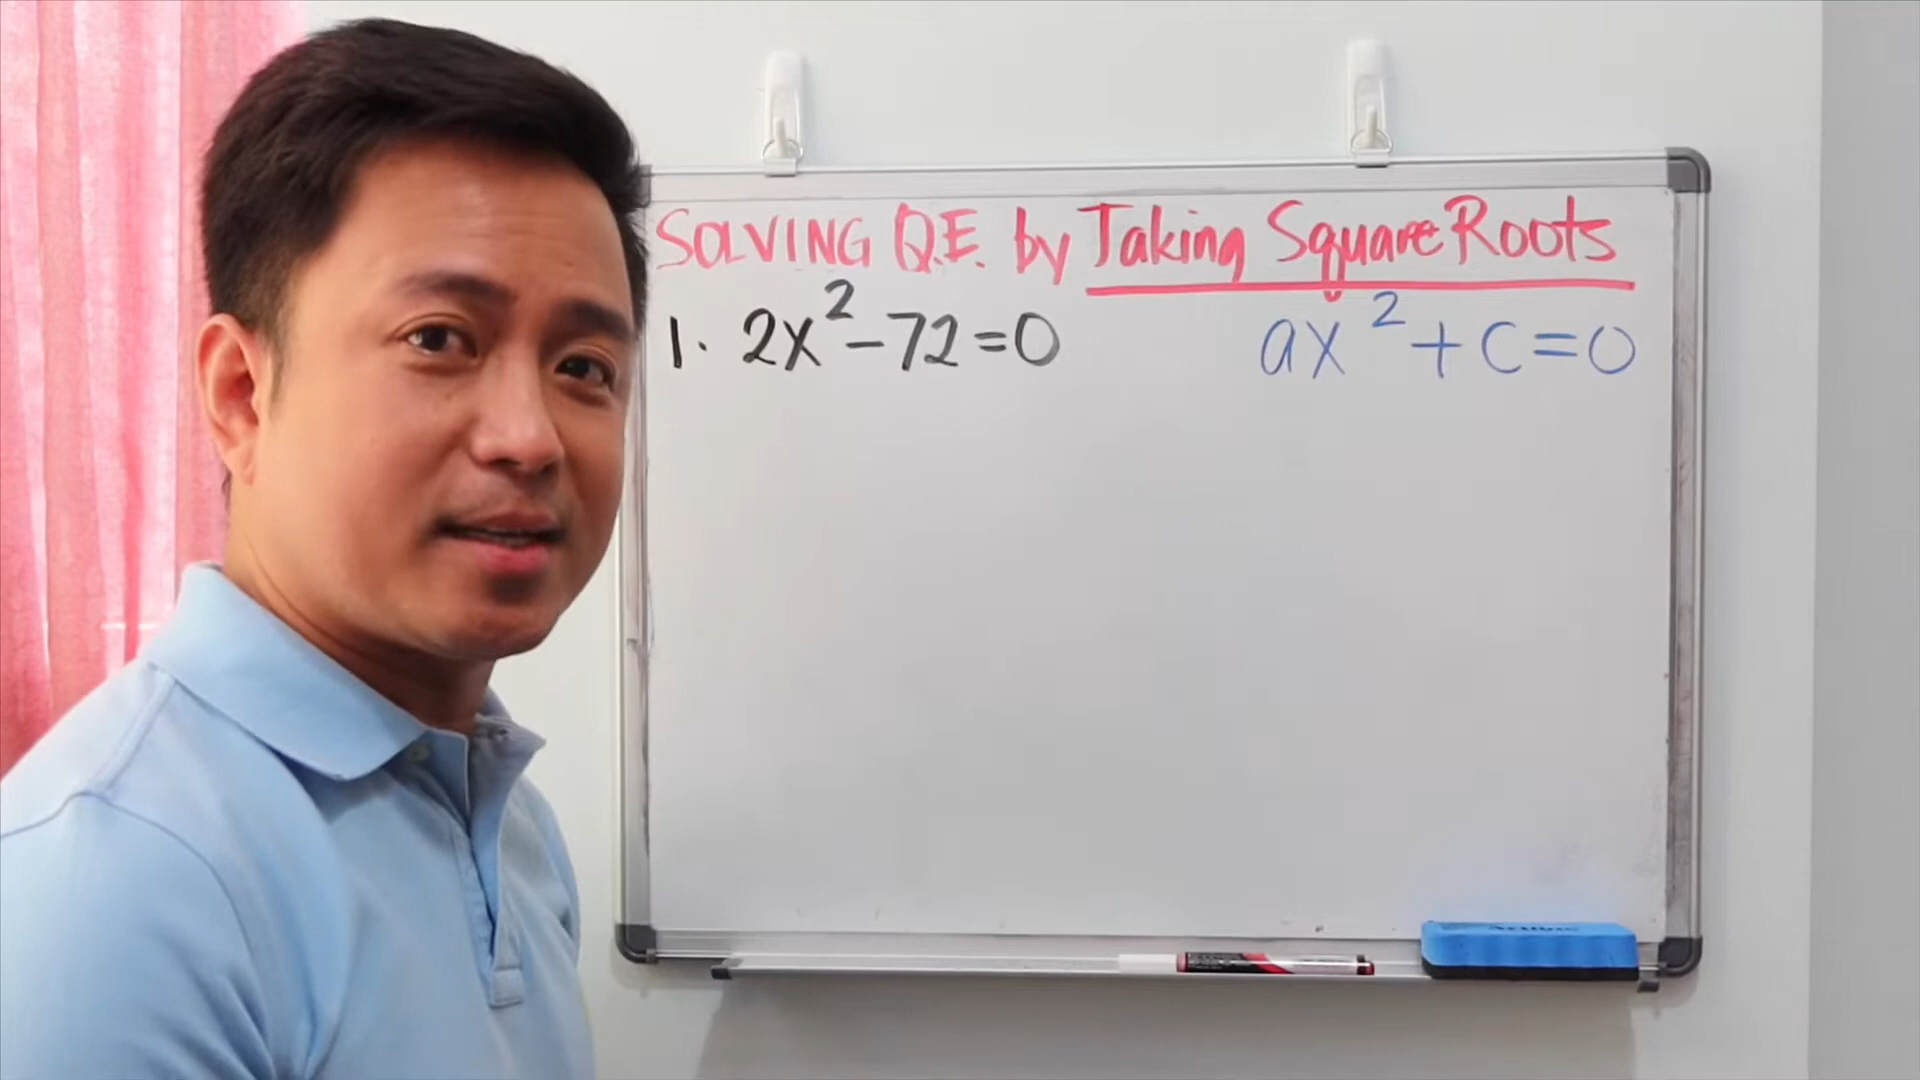 SOLVING Q.E. by Taking Square Roots
1. 2x²-72=0
ax²+c=0